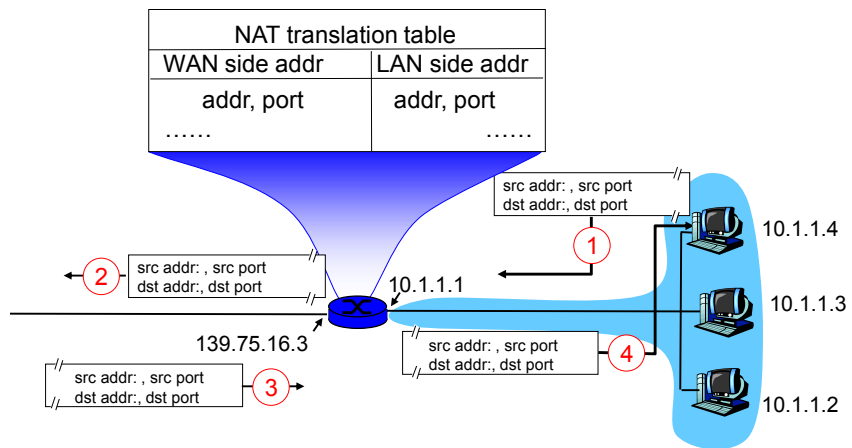 NAT translation table
WAN side addr LAN side addr
addr, port addr, port
...... ......
src addr: , src port
dst addr:, dst port
10.1.1.4
1
2
src addr: , src port
dst addr:, dst port
10.1.1.1
10.1.1.3
139.75.16.3
src addr: , src port
dst addr:, dst port
4
src addr: , src port
dst addr:, dst port
3
10.1.1.2